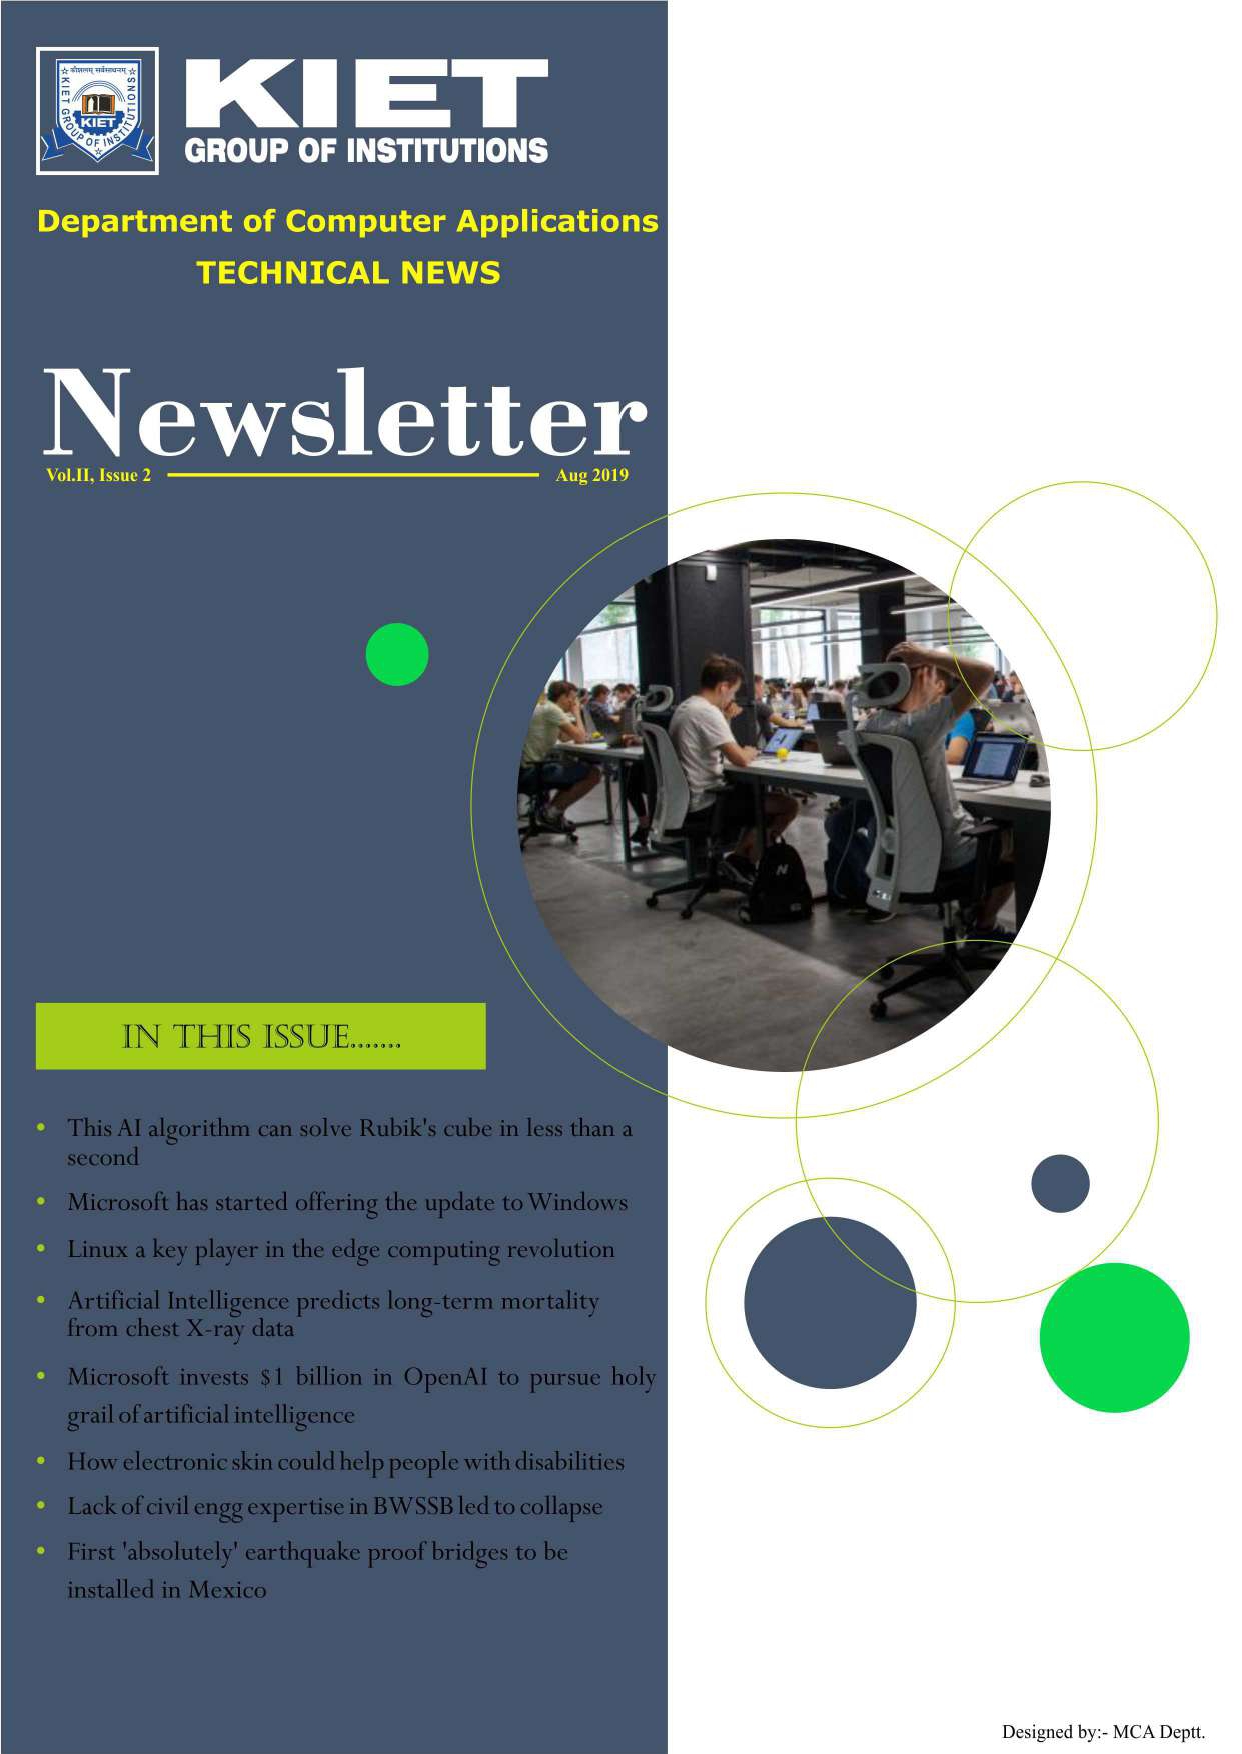 कौशलम् सर्वसाधनम्
KIET GROUP OF INSTITUTIONS
KIET
KIET
GROUP OF INSTITUTIONS
Department of Computer Applications
TECHNICAL NEWS
Newsletter
Vol.II, Issue 2
Aug 2019
IN THIS ISSUE.......
• This AI algorithm can solve Rubik's cube in less than a
second
• Microsoft has started offering the update to Windows
• Linux a key player in the edge computing revolution
• Artificial Intelligence predicts long-term mortality
from chest X-ray data
• Microsoft invests $1 billion in OpenAI to pursue holy
grail of artificial intelligence
• How electronic skin could help people with disabilities
• Lack of civil engg expertise in BWSSB led to collapse
• First 'absolutely' earthquake proof bridges to be
installed in Mexico
Designed by:- MCA Deptt.